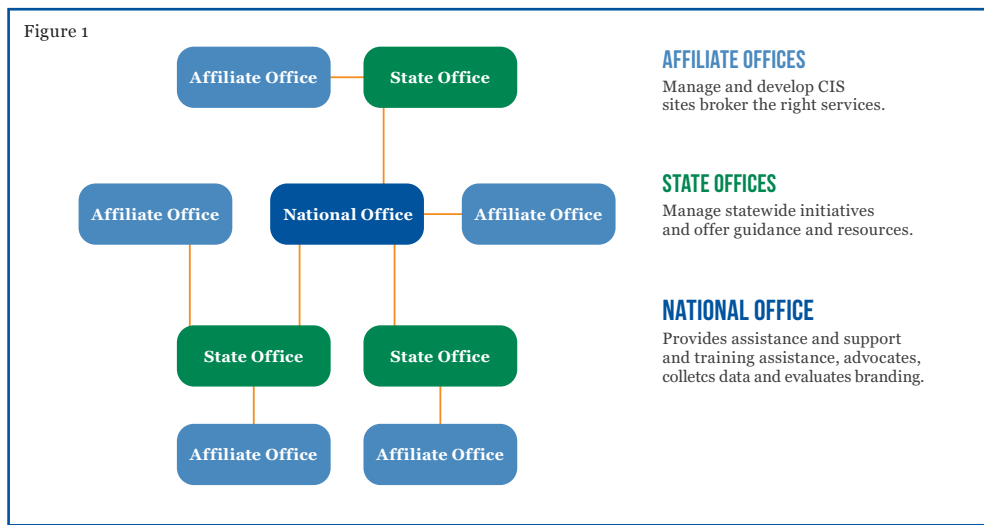 Figure 1
Affiliate Office
State Office
Affiliate Office
National Office
Affiliate Office
State Office
State Office
Affiliate Office
Affiliate Office
AFFILIATE OFFICES
Manage and develop CIS
sites broker the right services.
STATE OFFICES
Manage statewide initiatives
and offer guidance and resources.
NATIONAL OFFICE
Provides assistance and support
and training assistance, advocates,
colletcs data and evaluates branding.